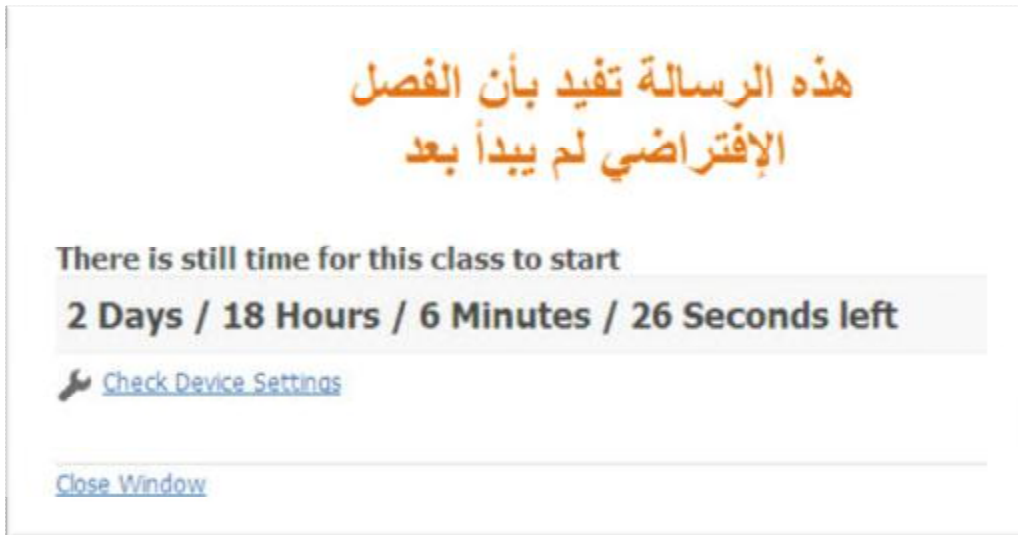 هذه الرسالة تفيد بأن الفصل
الإفتراضي لم يبدأ بعد
There is still time for this class to start
2 Days / 18 Hours / 6 Minutes / 26 Seconds left
Check Device Settings
Close Window